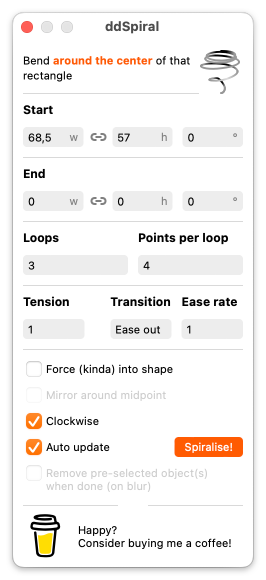 ddSpiral
Bend around the center of that
rectangle
Start
68,5 w 57 h 0 °
End
0 w 0 h 0 °
Loops Points per loop
3 4
Tension Transition Ease rate
1 Ease out 1
Force (kinda) into shape
Mirror around midpoint
Clockwise
Auto update Spiralise!
Remove pre-selected object(s)
when done (on blur)
Happy?
Consider buying me a coffee!